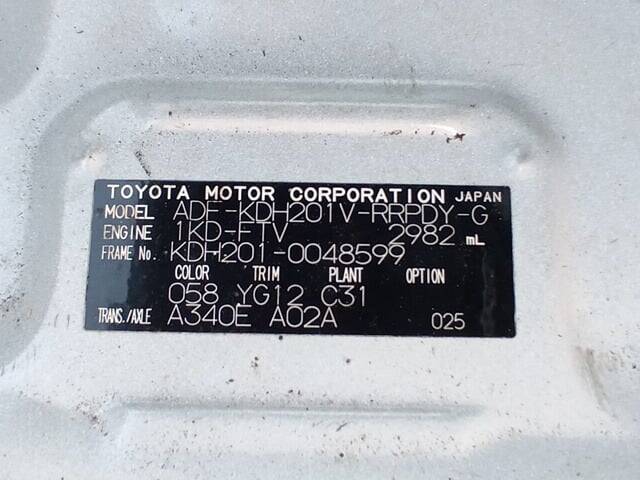 TOYOTA MOTOR CORPORATION JAPAN
MODEL ADF-KDH201V-RRPDY-G
ENGINE 1KD-FTV 2982 mL
FRAME No. KDH201-0048599
COLOR TRIM PLANT OPTION
058 YG12 C31
TRANS./AXLE A340E A02A 025